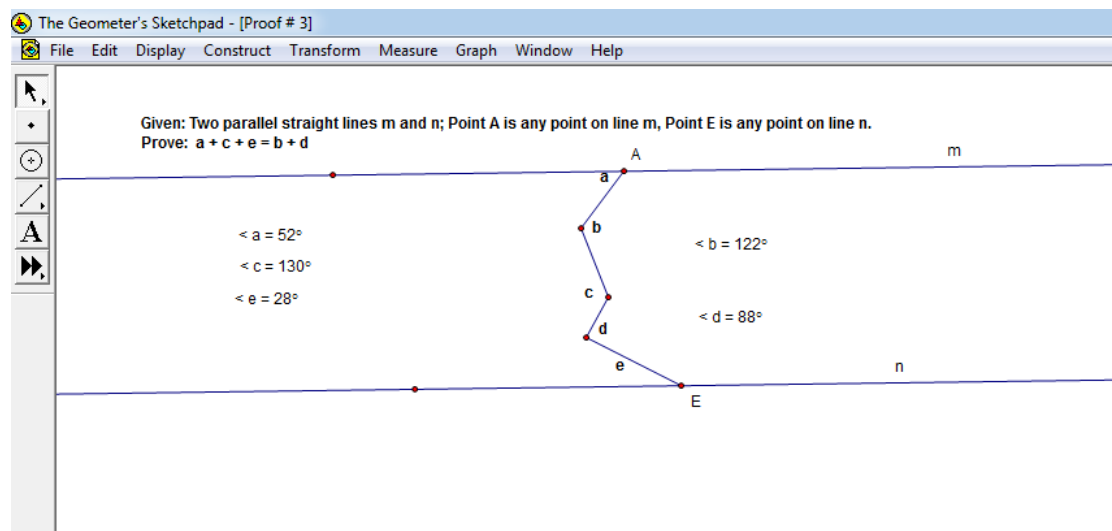 The Geometer's Sketchpad - [Proof # 3]
File Edit Display Construct Transform Measure Graph Window Help
Given: Two parallel straight lines m and n; Point A is any point on line m, Point E is any point on line n.
Prove: a + c + e = b + d
A
m
a
b
< a = 52°
< b = 122°
< c = 130°
c
< e = 28°
< d = 88°
d
e
n
E
A